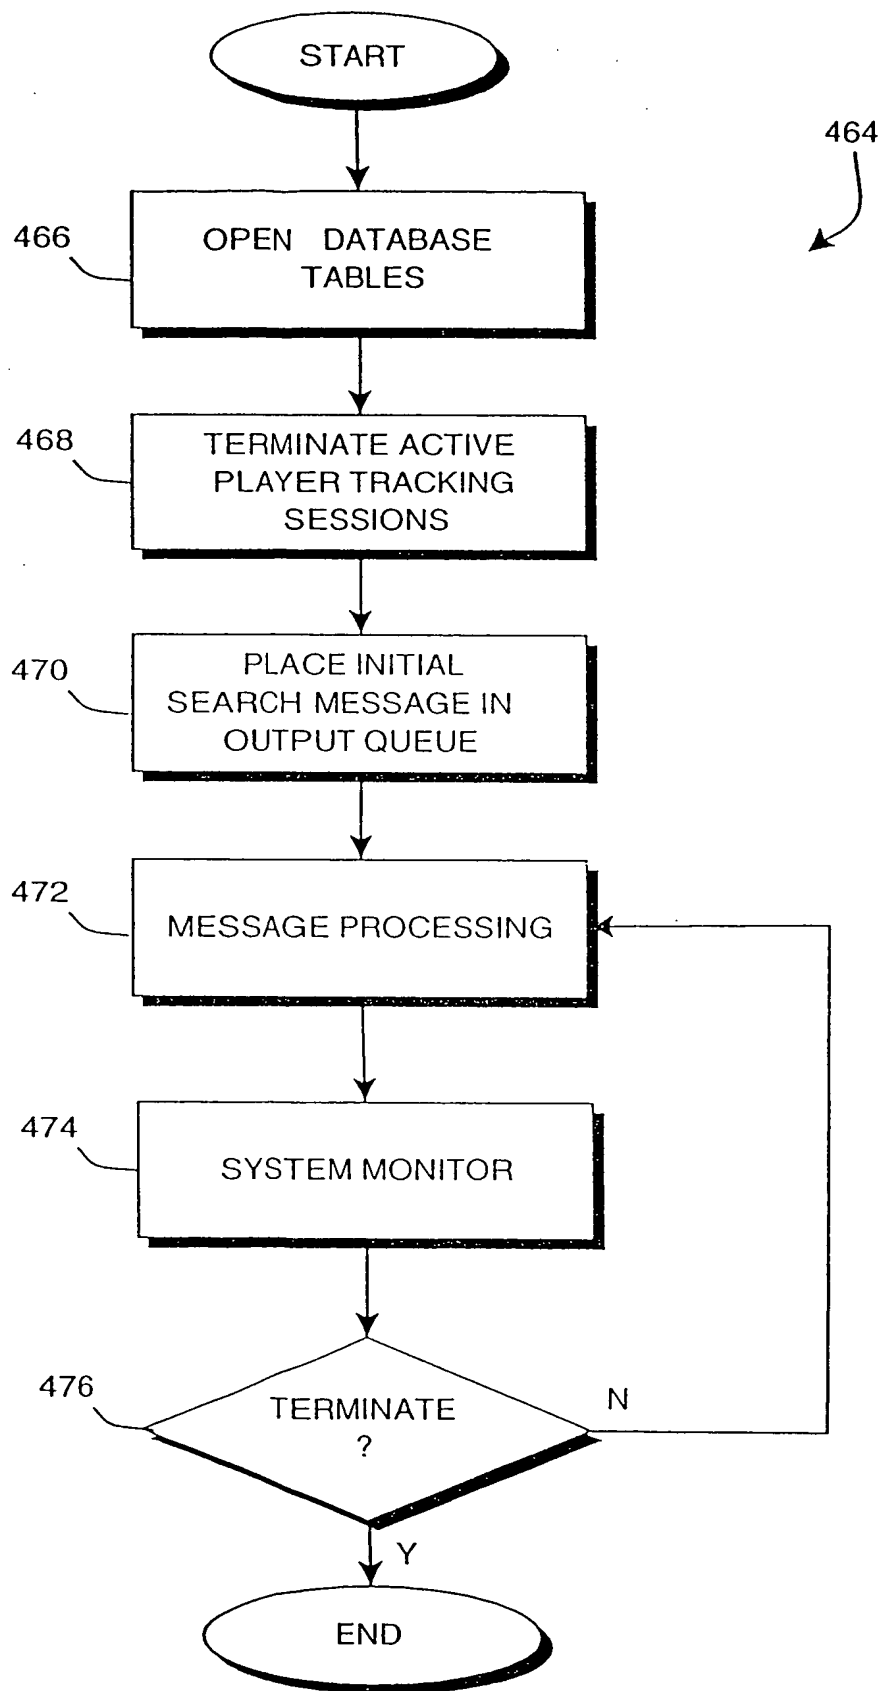 START
464
466
OPEN DATABASE
TABLES
468
TERMINATE ACTIVE
PLAYER TRACKING
SESSIONS
470
PLACE INITIAL
SEARCH MESSAGE IN
OUTPUT QUEUE
472
MESSAGE PROCESSING
474
SYSTEM MONITOR
476
TERMINATE
?
N
Y
END